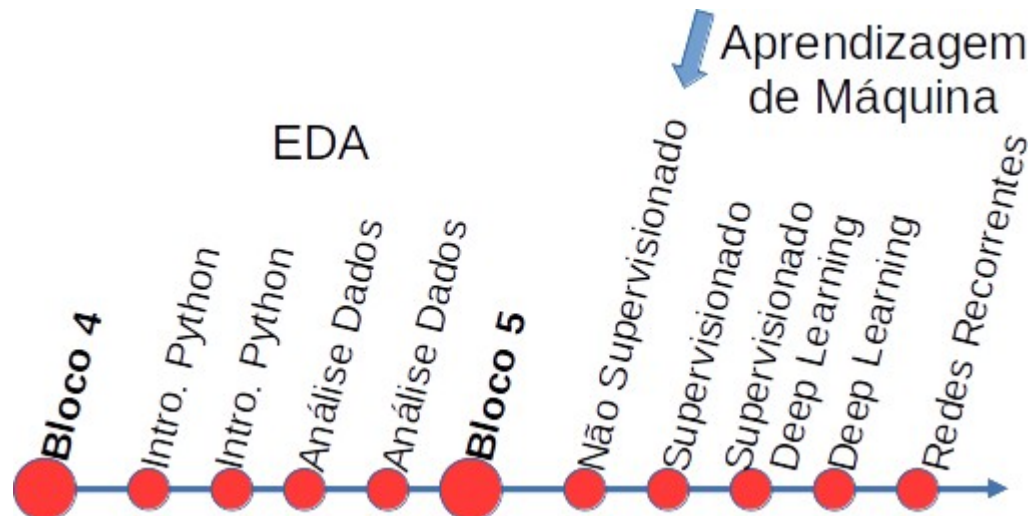 Aprendizagem
de Máquina
EDA
Bloco 4
Intro. Python
Intro. Python
Análise Dados
Análise Dados
Bloco 5
Não Supervisionado
Supervisionado
Supervisionado
Deep Learning
Deep Learning
Redes Recorrentes